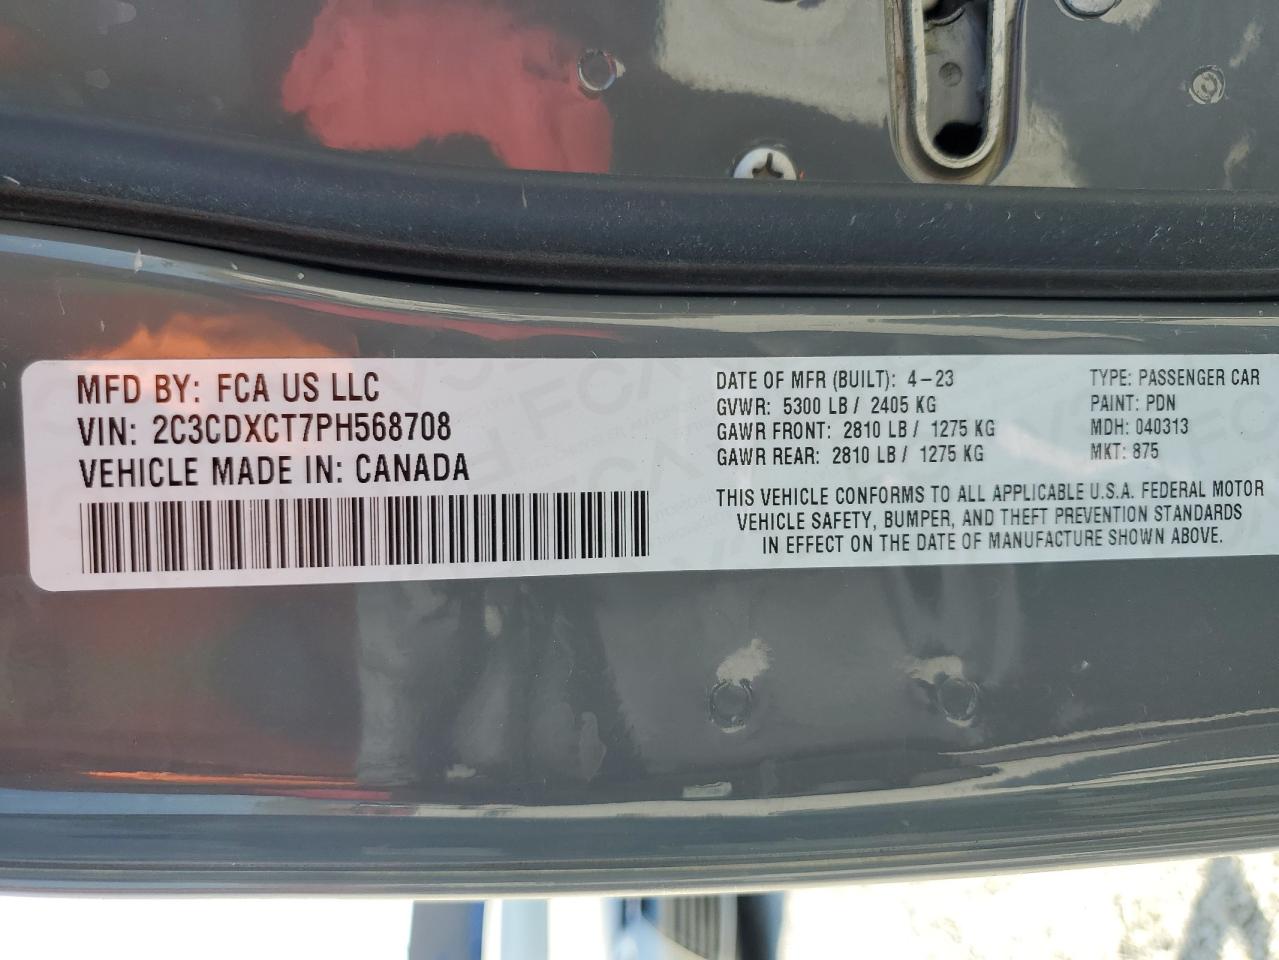 MFD BY: FCA US LLC
VIN: 2C3CDXCT7PH568708
VEHICLE MADE IN: CANADA
DATE OF MFR (BUILT): 4-23
GVWR: 5300 LB / 2405 KG
GAWR FRONT: 2810 LB / 1275 KG
GAWR REAR: 2810 LB / 1275 KG
TYPE: PASSENGER CAR
PAINT: PDN
MDH: 040313
MKT: 875
THIS VEHICLE CONFORMS TO ALL APPLICABLE U.S.A. FEDERAL MOTOR
VEHICLE SAFETY, BUMPER, AND THEFT PREVENTION STANDARDS
IN EFFECT ON THE DATE OF MANUFACTURE SHOWN ABOVE.